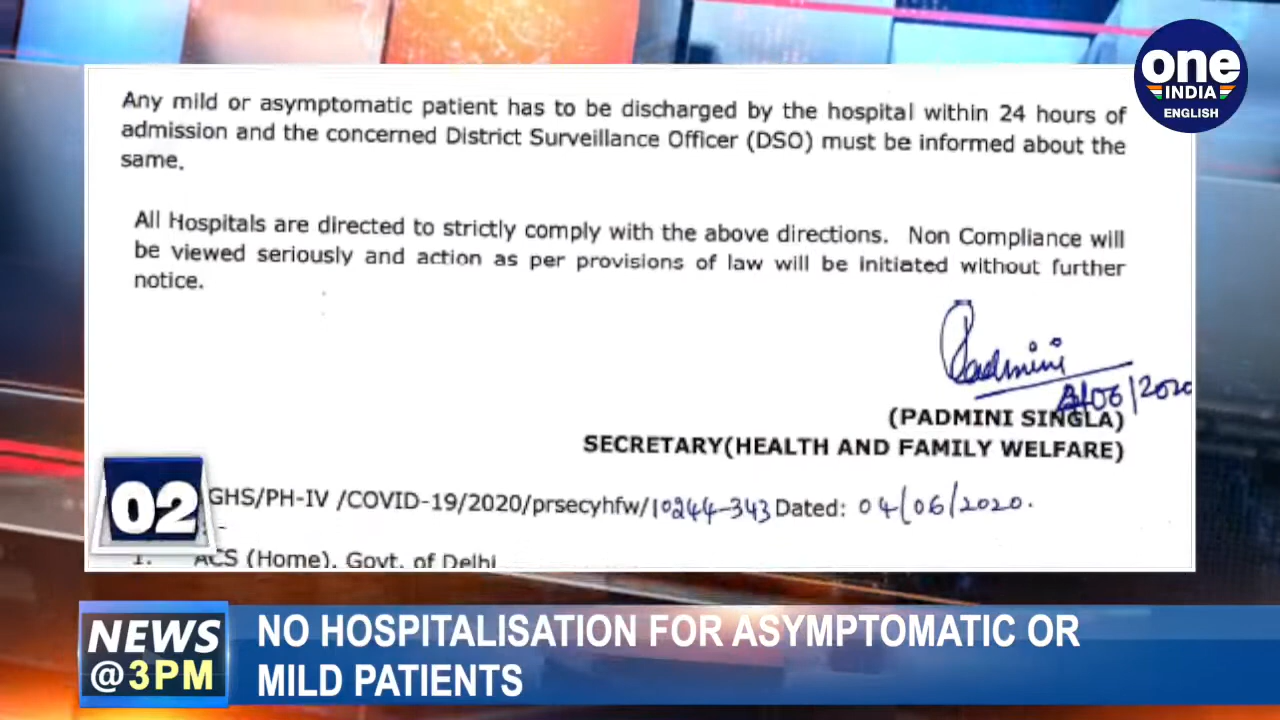 one
INDIA
ENGLISH
Any mild or asymptomatic patient has to be discharged by the hospital within 24 hours of
admission and the concerned District Surveillance Officer (DSO) must be informed about the
same.
All Hospitals are directed to strictly comply with the above directions. Non Compliance will
be viewed seriously and action as per provisions of law will be initiated without further
notice.
Padmini
/06/2020
(PADMINI SINGLA)
SECRETARY(HEALTH AND FAMILY WELFARE)
GHS/PH-IV /COVID-19/2020/prsecyhfw/10244-343 Dated: 04/06/2020.
1. ACS (Home), Govt. of Delhi
02
NEWS
@3PM
NO HOSPITALISATION FOR ASYMPTOMATIC OR
MILD PATIENTS